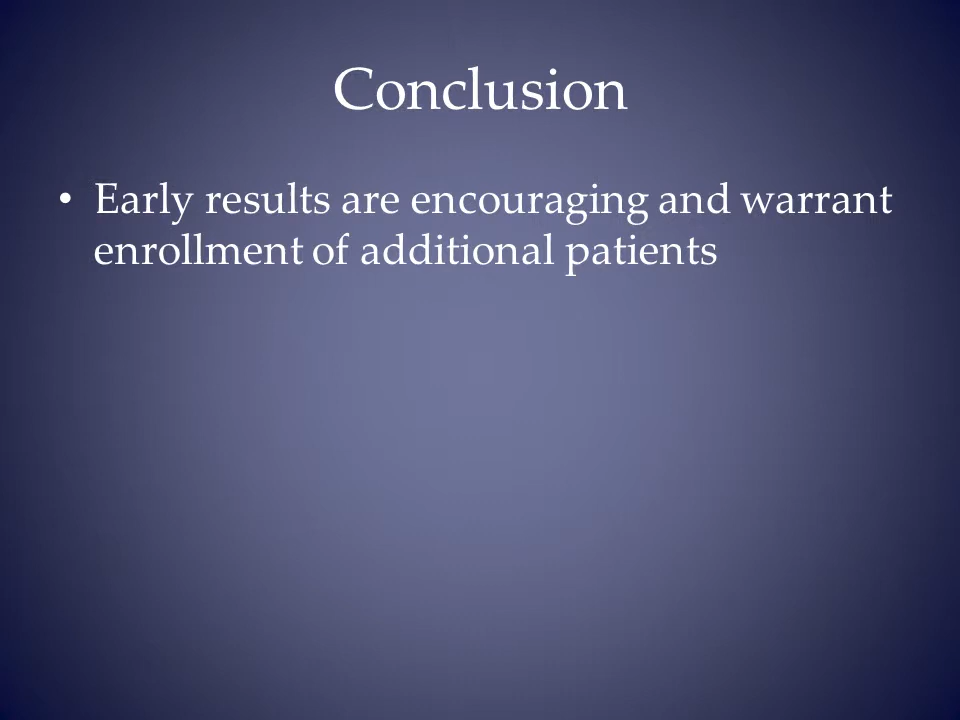 Conclusion
• Early results are encouraging and warrant
enrollment of additional patients